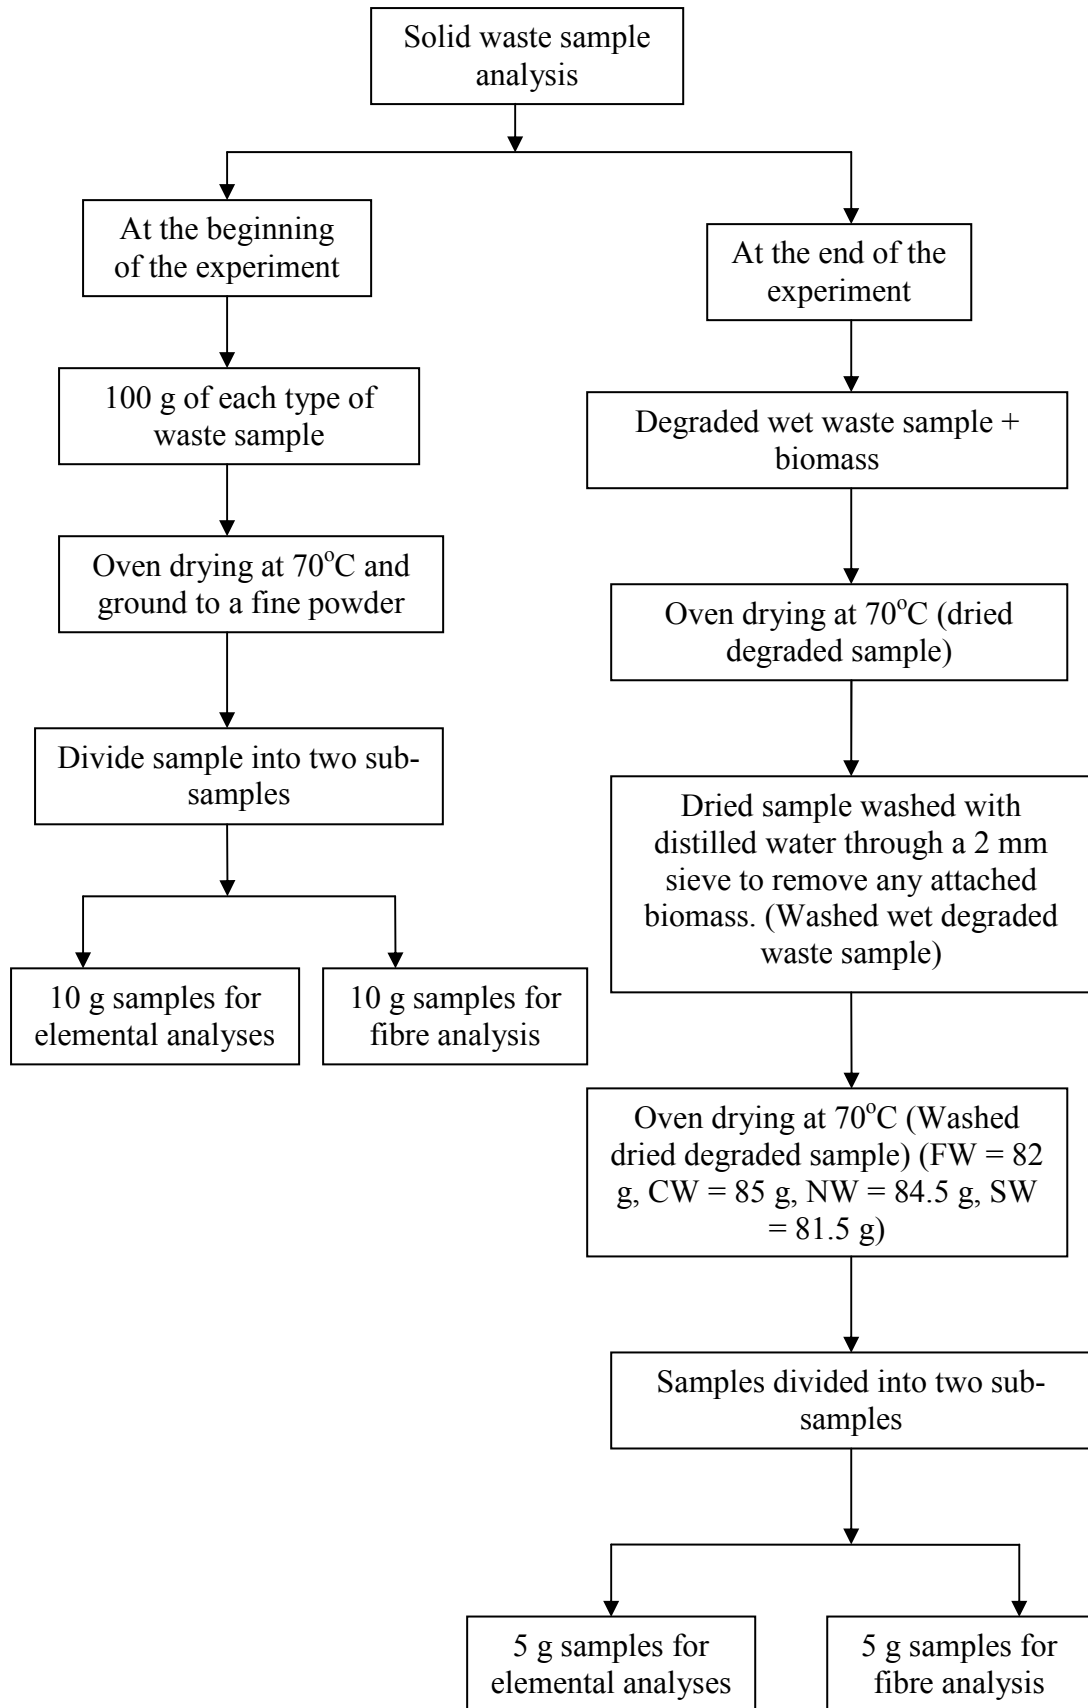 Solid waste sample
analysis
At the beginning
of the experiment
100 g of each type of
waste sample
Oven drying at 70°C and
ground to a fine powder
Divide sample into two sub-
samples
10 g samples for
elemental analyses
10 g samples for
fibre analysis
At the end of the
experiment
Degraded wet waste sample +
biomass
Oven drying at 70°C (dried
degraded sample)
Dried sample washed with
distilled water through a 2 mm
sieve to remove any attached
biomass. (Washed wet degraded
waste sample)
Oven drying at 70°C (Washed
dried degraded sample) (FW = 82
g, CW = 85 g, NW = 84.5 g, SW
= 81.5 g)
Samples divided into two sub-
samples
5 g samples for
elemental analyses
5 g samples for
fibre analysis